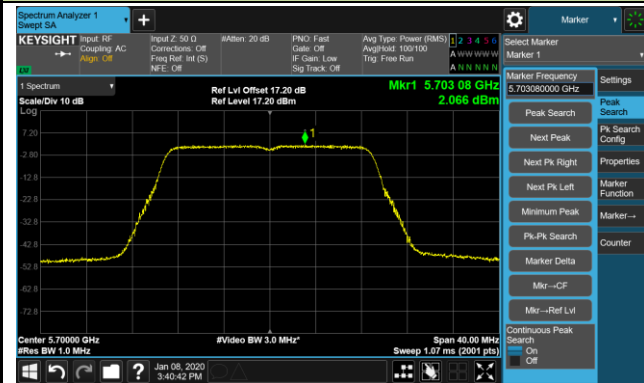 Spectrum Analyzer 1
Swept SA
Marker
KEYSIGHT
Input: RF
Coupling: AC
Align: Off
Input Z: 50 Ω
Corrections: Off
Freq Ref: Int (S)
NFE: Off
#Atten: 20 dB
PNO: Fast
Gate: Off
IF Gain: Low
Sig Track: Off
Avg Type: Power (RMS)
Avg|Hold: 100/100
Trig: Free Run
1 2 3 4 5 6
A W W W W W
A N N N N N
Select Marker
Marker 1
1 Spectrum
Scale/Div 10 dB
Log
Ref Lvl Offset 17.20 dB
Ref Level 17.20 dBm
Mkr1 5.703 08 GHz
2.066 dBm
1
7.20
-2.80
-12.8
-22.8
-32.8
-42.8
-52.8
-62.8
-72.8
Center 5.70000 GHz
#Res BW 1.0 MHz
#Video BW 3.0 MHz*
Span 40.00 MHz
Sweep 1.07 ms (2001 pts)
Marker Frequency
5.703080000 GHz
Peak Search
Next Peak
Next Pk Right
Next Pk Left
Minimum Peak
Pk-Pk Search
Marker Delta
Mkr→CF
Mkr→Ref Lvl
Continuous Peak
Search
On
Off
Settings
Peak
Search
Pk Search
Config
Properties
Marker
Function
Marker→
Counter
Jan 08, 2020
3:40:42 PM